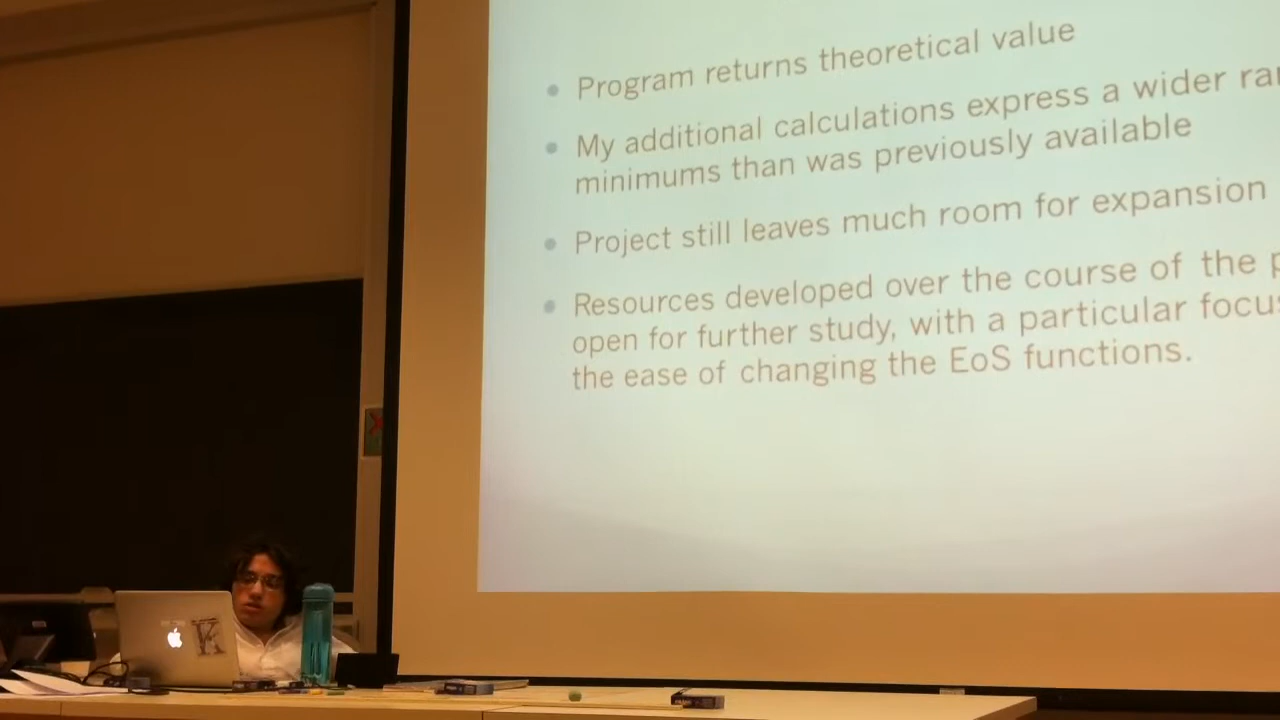 Program returns theoretical value
My additional calculations express a wider
minimums than was previously available
Project still leaves much room for expansion
Resources developed over the course of the
open for further study, with a particular
the ease of changing the EoS functions.
K